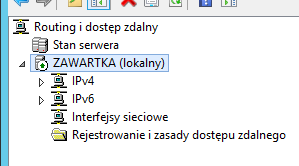 Routing i dostęp zdalny
Stan serwera
ZAWARTKA (lokalny)
IPv4
IPv6
Interfejsy sieciowe
Rejestrowanie i zasady dostępu zdalnego